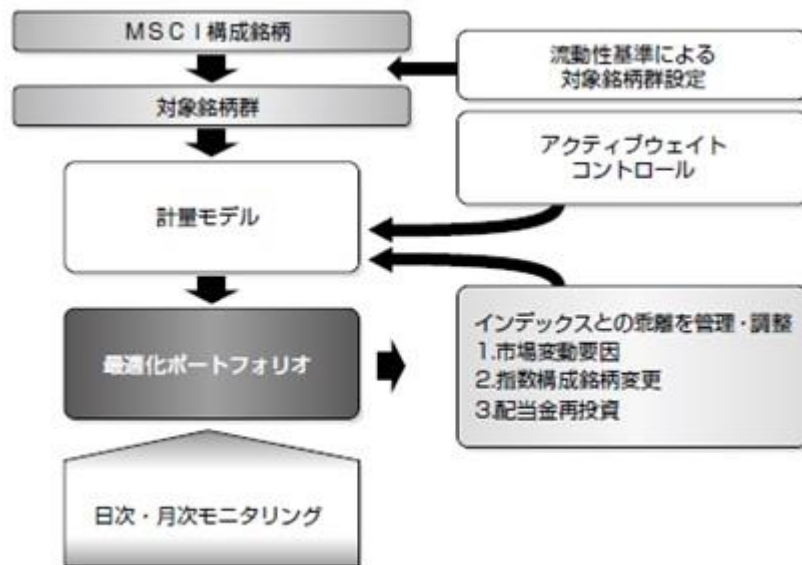 MSCI構成銘柄
流動性基準による
対象銘柄群設定
対象銘柄群
アクティブウェイト
コントロール
計量モデル
最適化ポートフォリオ
インデックスとの乖離を管理・調整
1.市場変動要因
2.指数構成銘柄変更
3.配当金再投資
日次・月次モニタリング